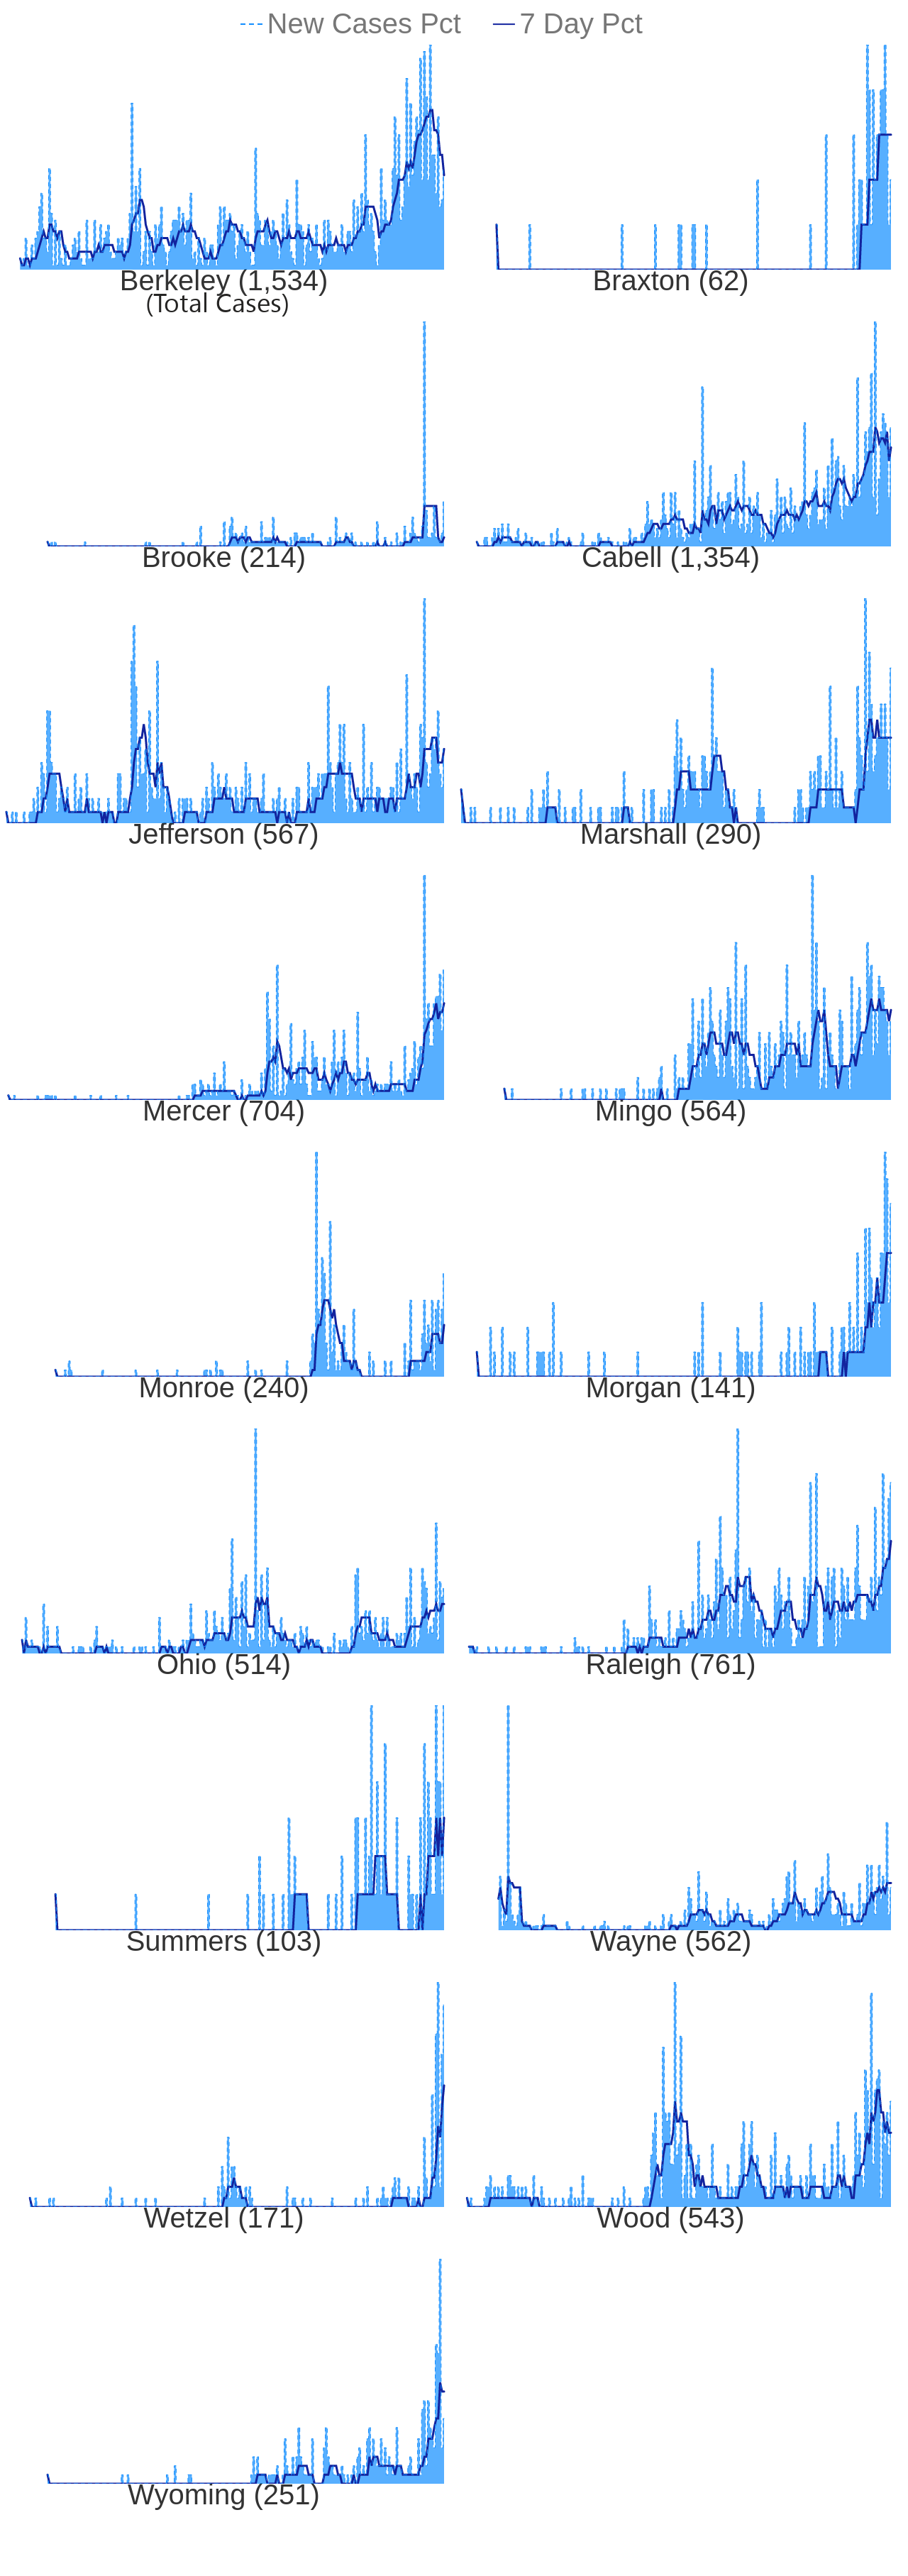 New Cases Pct 7 Day Pct
Berkeley (1,534) Braxton (62)
(Total Cases)
Brooke (214) Cabell (1,354)
Jefferson (567) Marshall (290)
Mercer (704) Mingo (564)
Monroe (240) Morgan (141)
Ohio (514) Raleigh (761)
Summers (103) Wayne (562)
Wetzel (171) Wood (543)
Wyoming (251)